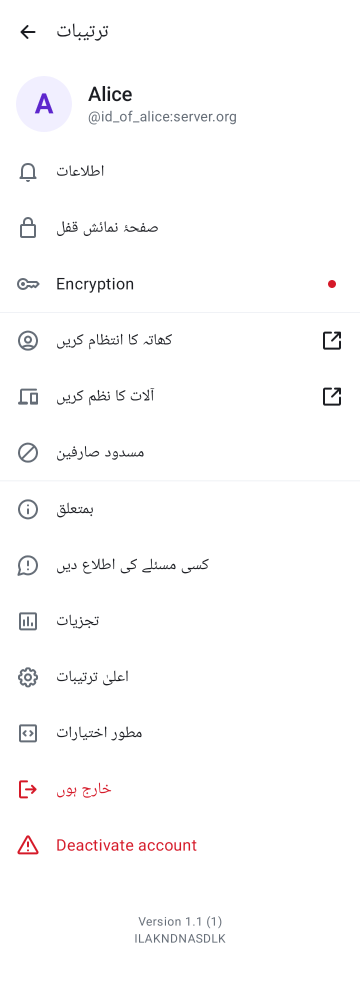 ترتیبات
A
Alice
@id_of_alice:server.org
اطلاعات
صفحۂ نمائش قفل
Encryption
کھاتہ کا انتظام کریں
آلات کا نظم کریں
مسدود صارفین
بمتعلق
کسی مسئلے کی اطلاع دیں
تجزیات
اعلیٰ ترتیبات
مطور اختیارات
خارج ہوں
Deactivate account
Version 1.1 (1)
ILAKNDNASDLK